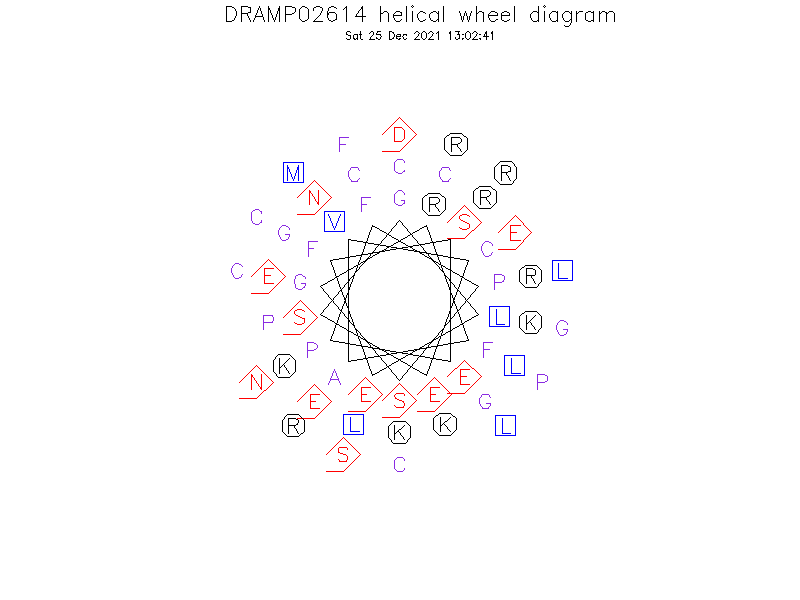 DRAMP02614 helical wheel diagram
Sat 25 Dec 2021 13:02:41
D
F R
M C C C R
N F G R R
C V S
G E
F C
C E G P R L
P S L K G
P F
K L
N A E P
E E S E G
R L K K L
S
C